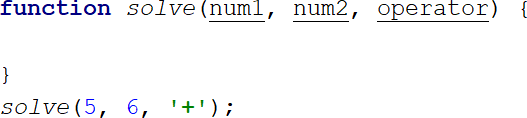 function solve(num1, num2, operator) {
}
solve(5, 6, '+');